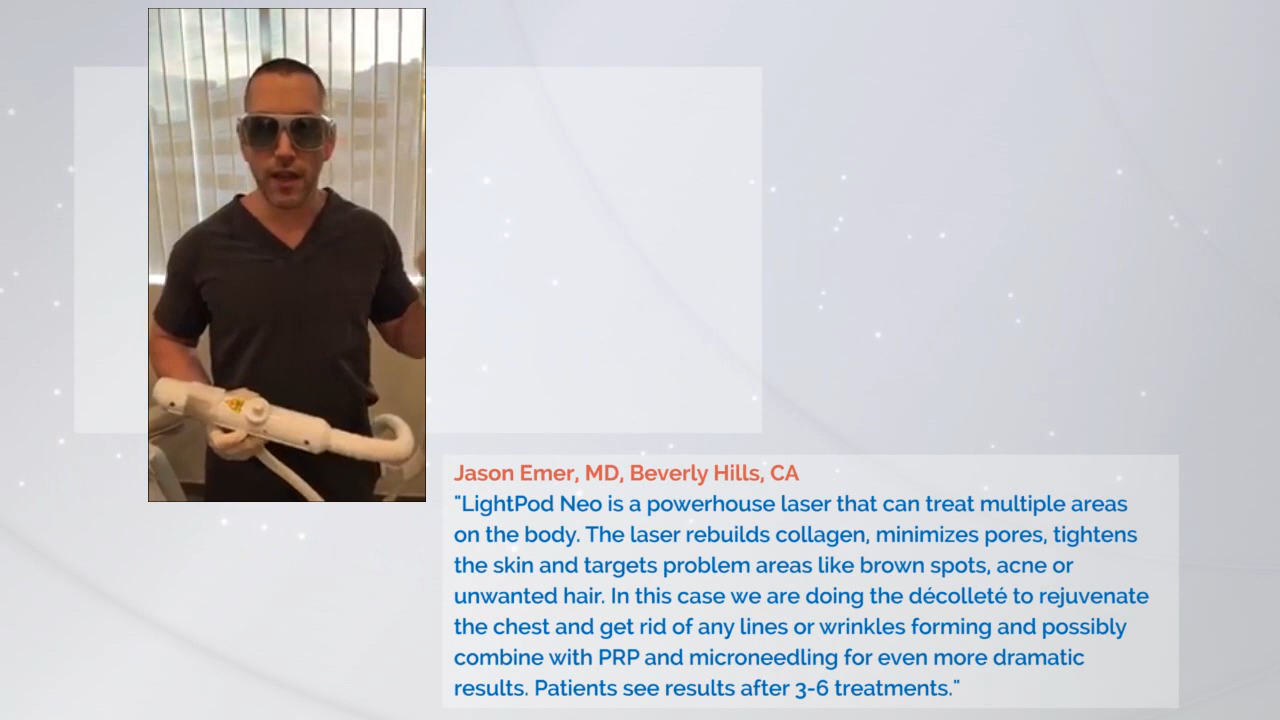 Jason Emer, MD, Beverly Hills, CA
"LightPod Neo is a powerhouse laser that can treat multiple areas
on the body. The laser rebuilds collagen, minimizes pores, tightens
the skin and targets problem areas like brown spots, acne or
unwanted hair. In this case we are doing the décolleté to rejuvenate
the chest and get rid of any lines or wrinkles forming and possibly
combine with PRP and microneedling for even more dramatic
results. Patients see results after 3-6 treatments."